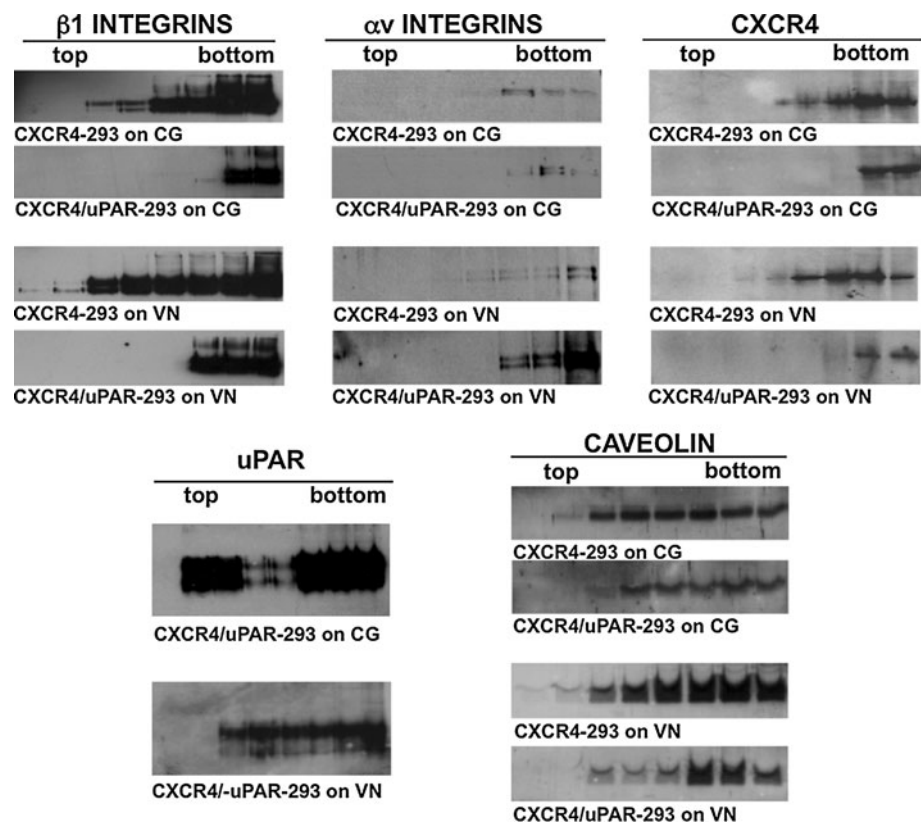 β1 INTEGRINS
top bottom
CXCR4-293 on CG
CXCR4/uPAR-293 on CG
CXCR4-293 on VN
CXCR4/uPAR-293 on VN
αv INTEGRINS
top bottom
CXCR4-293 on CG
CXCR4/uPAR-293 on CG
CXCR4-293 on VN
CXCR4/uPAR-293 on VN
CXCR4
top bottom
CXCR4-293 on CG
CXCR4/uPAR-293 on CG
CXCR4-293 on VN
CXCR4/uPAR-293 on VN
uPAR
top bottom
CXCR4/uPAR-293 on CG
CXCR4/-uPAR-293 on VN
CAVEOLIN
top bottom
CXCR4-293 on CG
CXCR4/uPAR-293 on CG
CXCR4-293 on VN
CXCR4/uPAR-293 on VN